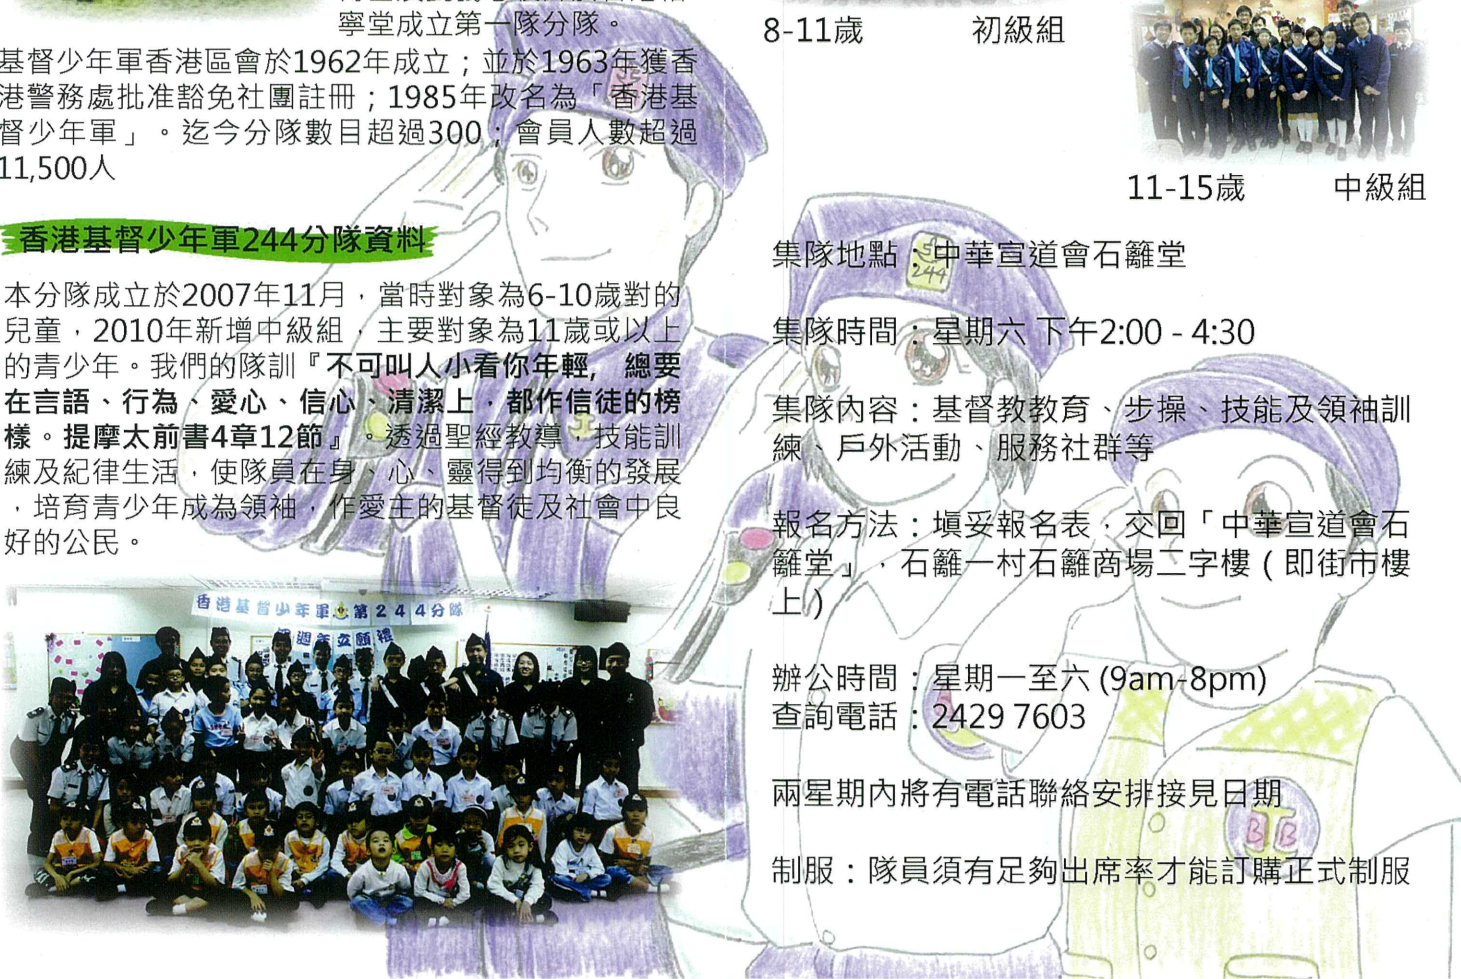 寧堂成立第一隊分隊。
基督少年軍香港區會於1962年成立；並於1963年獲香
港警務處批准豁免社團註冊；1985年改名為「香港基
督少年軍」。迄今分隊數目超過300；會員人數超過
11,500人
香港基督少年軍244分隊資料
本分隊成立於2007年11月，當時對象為6-10歲對的
兒童，2010年新增中級組，主要對象為11歲或以上
的青少年。我們的隊訓『不可叫人小看你年輕，總要
在言語、行為、愛心、信心、清潔上，都作信徒的榜
樣。提摩太前書4章12節』。透過聖經教導，技能訓
練及紀律生活，使隊員在身、心、靈得到均衡的發展
，培育青少年成為領袖，作愛主的基督徒及社會中良
好的公民。
香港基督少年軍第244分隊
週年立願禮
8-11歲 初級組
11-15歲 中級組
244
集隊地點：中華宣道會石籬堂
集隊時間：星期六 下午2:00 - 4:30
集隊內容：基督教教育、步操、技能及領袖訓
練、戶外活動、服務社群等
報名方法：填妥報名表，交回「中華宣道會石
籬堂」，石籬一村石籬商場二字樓（即街市樓
上）
辦公時間：星期一至六 (9am-8pm)
查詢電話：2429 7603
兩星期內將有電話聯絡安排接見日期
BB
制服：隊員須有足夠出席率才能訂購正式制服